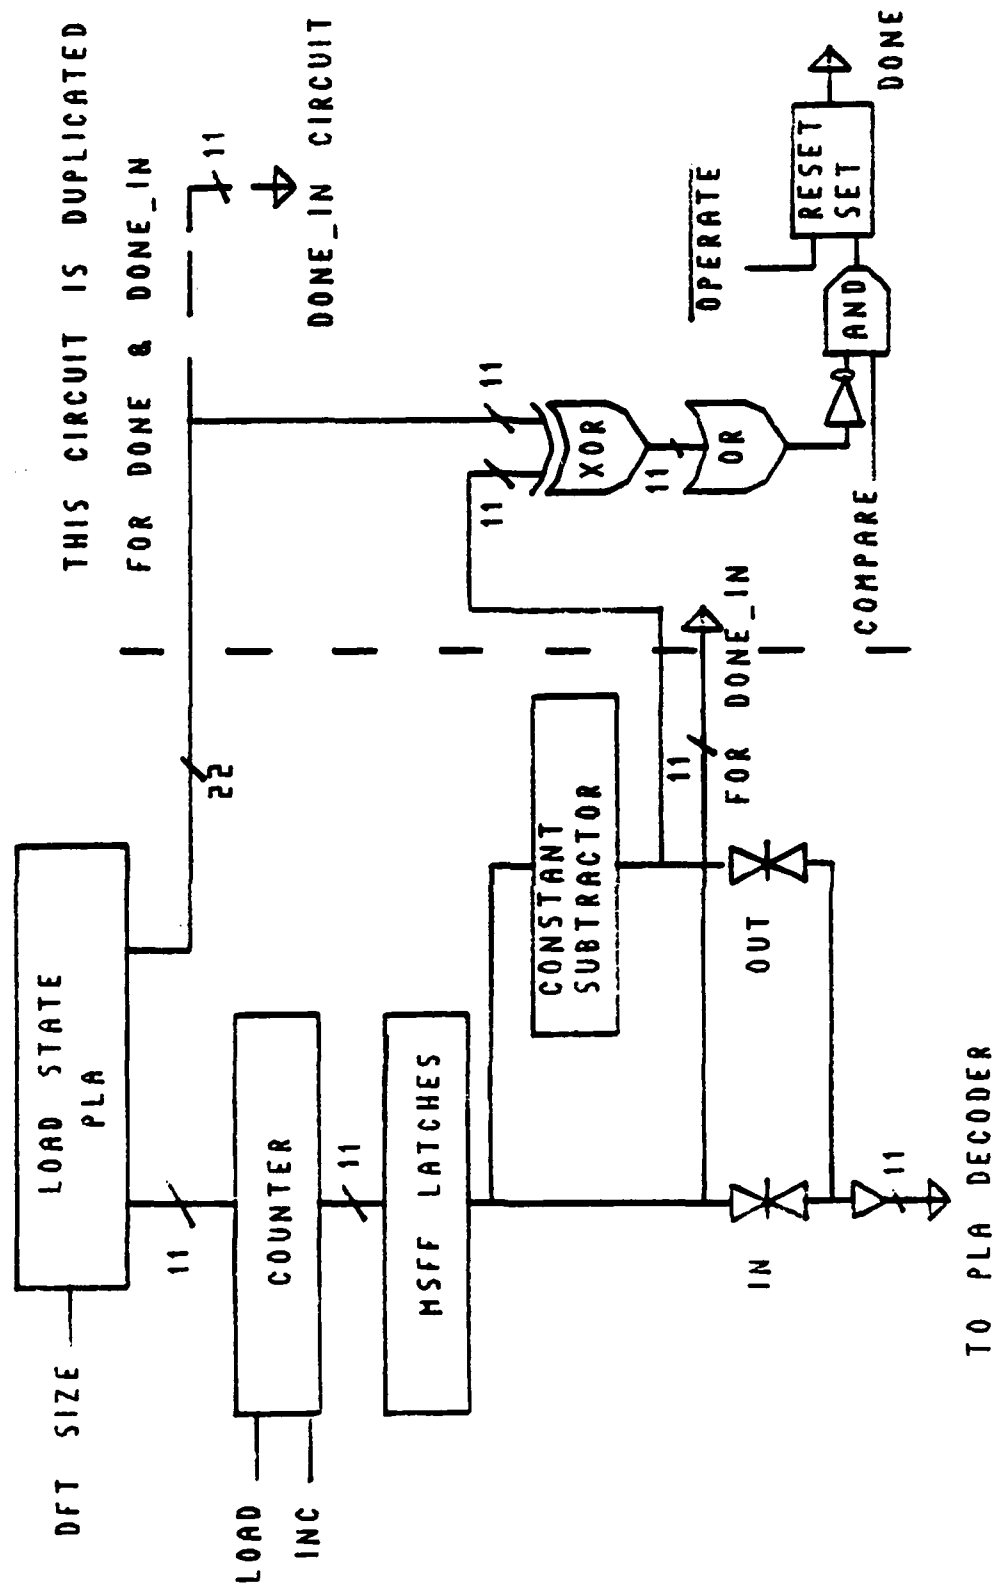 THIS CIRCUIT IS DUPLICATED
FOR DONE & DONE_IN
DFT SIZE
LOAD STATE
PLA
22
11
DONE_IN CIRCUIT
11
LOAD
INC
COUNTER
11
MSFF LATCHES
CONSTANT
SUBTRACTOR
11
11
XOR
11
OR
OPERATE
RESET
SET
DONE
AND
COMPARE
11
FOR DONE_IN
IN
OUT
11
TO PLA DECODER